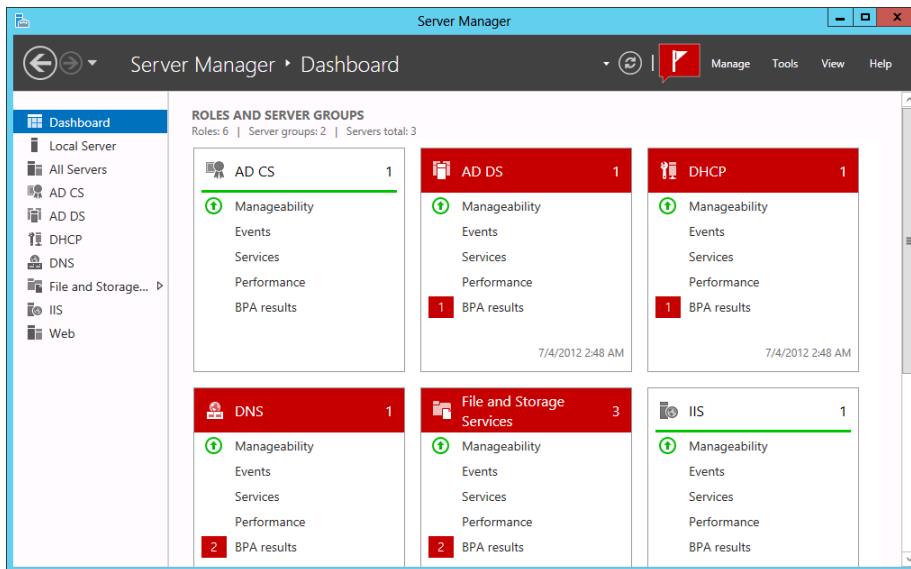 Server Manager
Server Manager • Dashboard
Manage Tools View Help
Dashboard
Local Server
All Servers
AD CS
AD DS
DHCP
DNS
File and Storage...
IIS
Web
ROLES AND SERVER GROUPS
Roles: 6 | Server groups: 2 | Servers total: 3
AD CS 1
Manageability
Events
Services
Performance
BPA results
AD DS 1
Manageability
Events
Services
Performance
1 BPA results
7/4/2012 2:48 AM
DHCP 1
Manageability
Events
Services
Performance
1 BPA results
7/4/2012 2:48 AM
DNS 1
Manageability
Events
Services
Performance
2 BPA results
File and Storage
Services 3
Manageability
Events
Services
Performance
2 BPA results
IIS 1
Manageability
Events
Services
Performance
BPA results